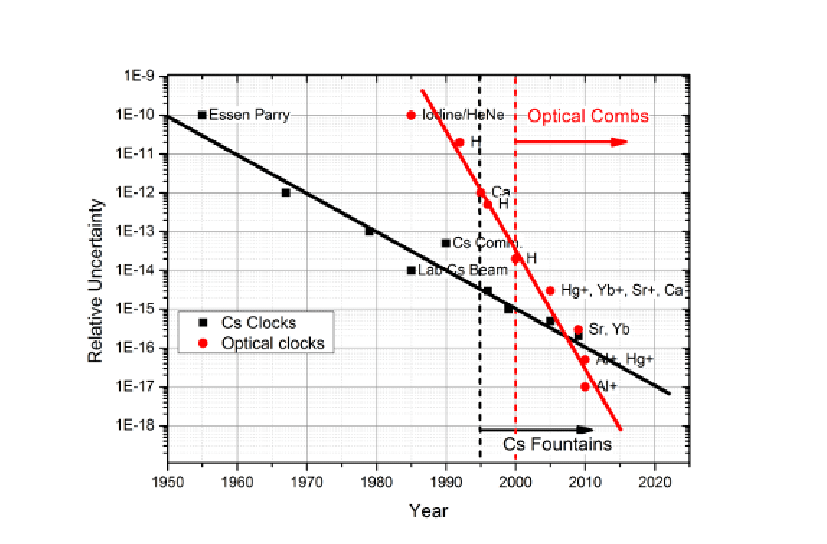 1E-9
1E-10
1E-11
1E-12
1E-13
1E-14
1E-15
1E-16
1E-17
1E-18
Relative Uncertainty
Essen Parry
Iodine/HeNe
Optical Combs
H
Ca
H
Cs Comm.
H
Lab Cs Beam
Hg+, Yb+, Sr+, Ca
Cs Clocks
Optical clocks
Sr, Yb
Al+, Hg+
Al+
Cs Fountains
1950 1960 1970 1980 1990 2000 2010 2020
Year